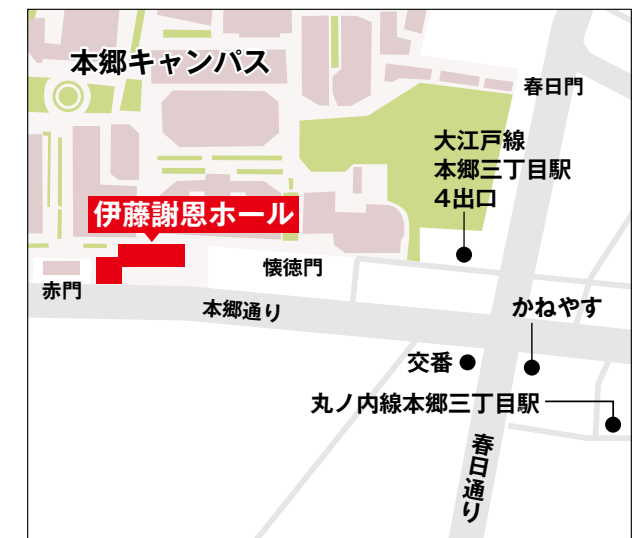 本郷キャンパス
春日門
大江戸線
本郷三丁目駅
4出口
伊藤謝恩ホール
懐徳門
赤門
本郷通り
かねやす
交番
丸ノ内線本郷三丁目駅
春日通り